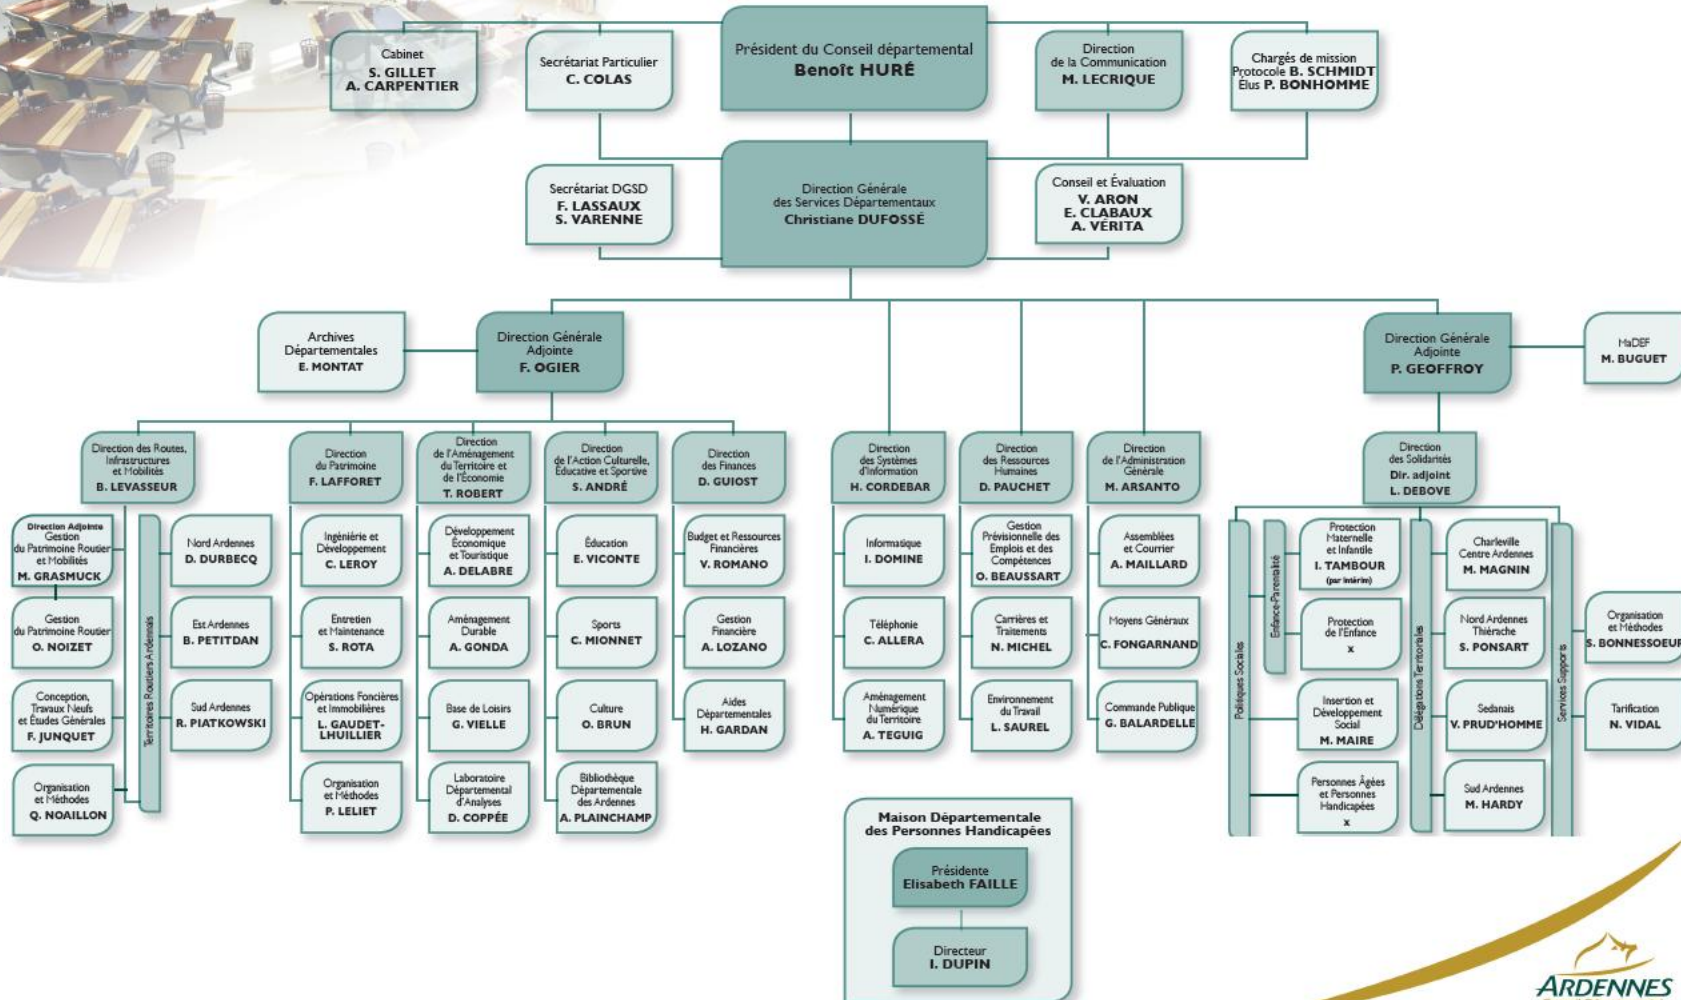 Cabinet
S. GILLET
A. CARPENTIER
Secrétariat Particulier
C. COLAS
Président du Conseil départemental
Benoît HURÉ
Direction
de la Communication
M. LECRIQUE
Chargés de mission
Protocole B. SCHMIDT
Élus P. BONHOMME
Secrétariat DGSD
F. LASSAUX
S. VARENNE
Direction Générale
des Services Départementaux
Christiane DUFOSSÉ
Conseil et Évaluation
V. ARON
E. CLABAUX
A. VÉRITA
Archives
Départementales
E. MONTAT
Direction Générale
Adjointe
F. OGIER
Direction Générale
Adjointe
P. GEOFFROY
MaDEF
M. BUGUET
Direction des Routes,
Infrastructures
et Mobilités
B. LEVASSEUR
Direction
du Patrimoine
F. LAFFORET
Direction
de l'Aménagement
du Territoire et
de l'Économie
T. ROBERT
Direction
de l'Action Culturelle,
Éducative et Sportive
S. ANDRÉ
Direction
des Finances
D. GUIOST
Direction
des Systèmes
d'Information
H. CORDEBAR
Direction
des Ressources
Humaines
D. PAUCHET
Direction
de l'Administration
Générale
M. ARSANTO
Direction
des Solidarités
Dir. adjoint
L. DEBOVE
Direction Adjointe
Gestion
du Patrimoine Routier
et Mobilités
M. GRASMUCK
Gestion
du Patrimoine Routier
O. NOIZET
Conception,
Travaux Neufs
et Études Générales
F. JUNQUET
Organisation
et Méthodes
Q. NOAILLON
Territoires Routiers Ardennais
Nord Ardennes
D. DURBECQ
Est Ardennes
B. PETITDAN
Sud Ardennes
R. PIATKOWSKI
Ingéniérie et
Développement
C. LEROY
Entretien
et Maintenance
S. ROTA
Opérations Foncières
et Immobilières
L. GAUDET-
LHUILLIER
Organisation
et Méthodes
P. LELIET
Développement
Économique
et Touristique
A. DELABRE
Aménagement
Durable
A. GONDA
Base de Loisirs
G. VIELLE
Laboratoire
Départemental
d'Analyses
D. COPPÉE
Éducation
E. VICONTE
Sports
C. MIONNET
Culture
O. BRUN
Bibliothèque
Départementale
des Ardennes
A. PLAINCHAMP
Budget et Ressources
Financières
V. ROMANO
Gestion
Financière
A. LOZANO
Aides
Départementales
H. GARDAN
Informatique
I. DOMINE
Téléphonie
C. ALLERA
Aménagement
Numérique
du Territoire
A. TEGUIG
Gestion
Prévisionnelle des
Emplois et des
Compétences
O. BEAUSSART
Carrières et
Traitements
N. MICHEL
Environnement
du Travail
L. SAUREL
Assemblées
et Courrier
A. MAILLARD
Moyens Généraux
C. FONGARNAND
Commande Publique
G. BALARDELLE
Politiques Sociales
Enfance-Parentalité
Protection
Maternelle
et Infantile
I. TAMBOUR
(par intérim)
Protection
de l'Enfance
x
Insertion et
Développement
Social
M. MAIRE
Personnes Âgées
et Personnes
Handicapées
x
Délégations Territoriales
Charleville
Centre Ardennes
M. MAGNIN
Nord Ardennes
Thiérache
S. PONSART
Sedanais
V. PRUD'HOMME
Sud Ardennes
M. HARDY
Services Supports
Organisation
et Méthodes
S. BONNESSOEUR
Tarification
N. VIDAL
Maison Départementale
des Personnes Handicapées
Présidente
Elisabeth FAILLE
Directeur
I. DUPIN
ARDENNES